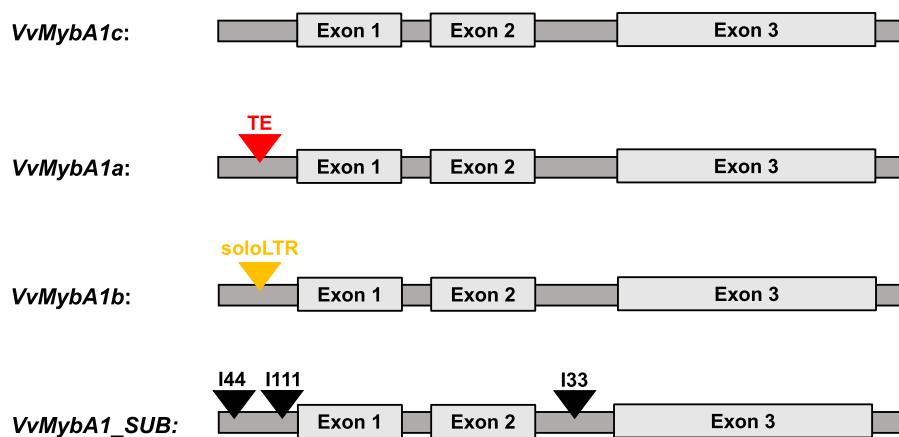 VvMybA1c: Exon 1 Exon 2 Exon 3
TE
VvMybA1a: Exon 1 Exon 2 Exon 3
soloLTR
VvMybA1b: Exon 1 Exon 2 Exon 3
I44 I111 I33
VvMybA1_SUB: Exon 1 Exon 2 Exon 3